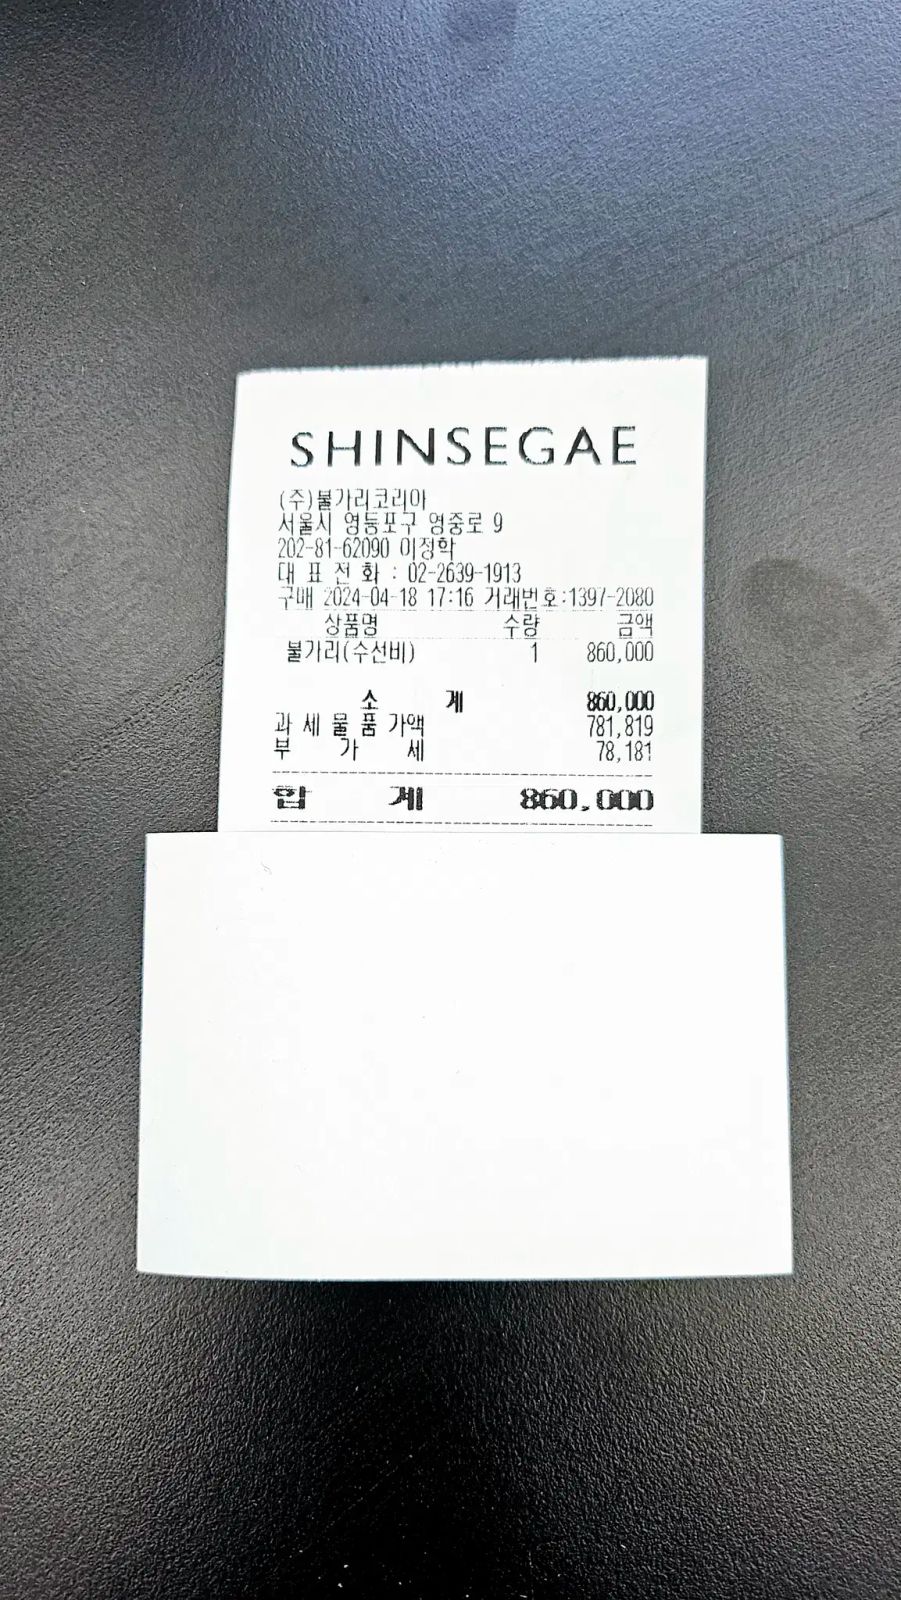 SHINSEGAE
(주)불가리코리아
서울시 영등포구 영중로 9
202-81-62090 이정학
대 표 전 화 : 02-2639-1913
구매 2024-04-18 17:16 거래번호:1397-2080
상품명 수량 금액
불가리(수선비) 1 860,000
소 계 860,000
과 세 물 품 가액 781,819
부 가 세 78,181
합 계 860,000